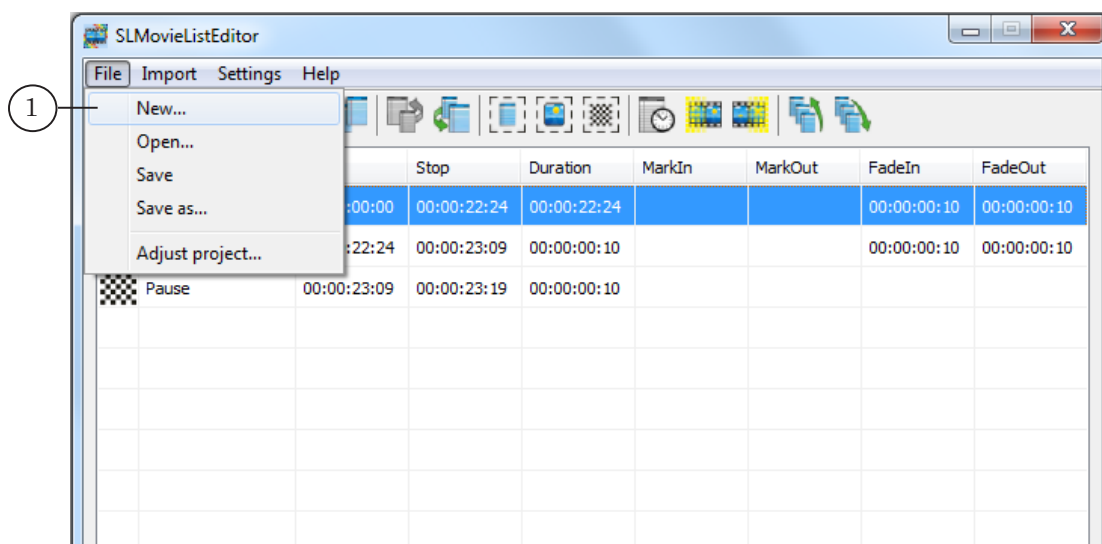 SLMovieListEditor
File Import Settings Help
1
New...
Open...
Save
Save as...
Adjust project...
Stop Duration MarkIn MarkOut FadeIn FadeOut
:00:00 00:00:22:24 00:00:22:24 00:00:00:10 00:00:00:10
:22:24 00:00:23:09 00:00:00:10 00:00:00:10 00:00:00:10
Pause 00:00:23:09 00:00:23:19 00:00:00:10